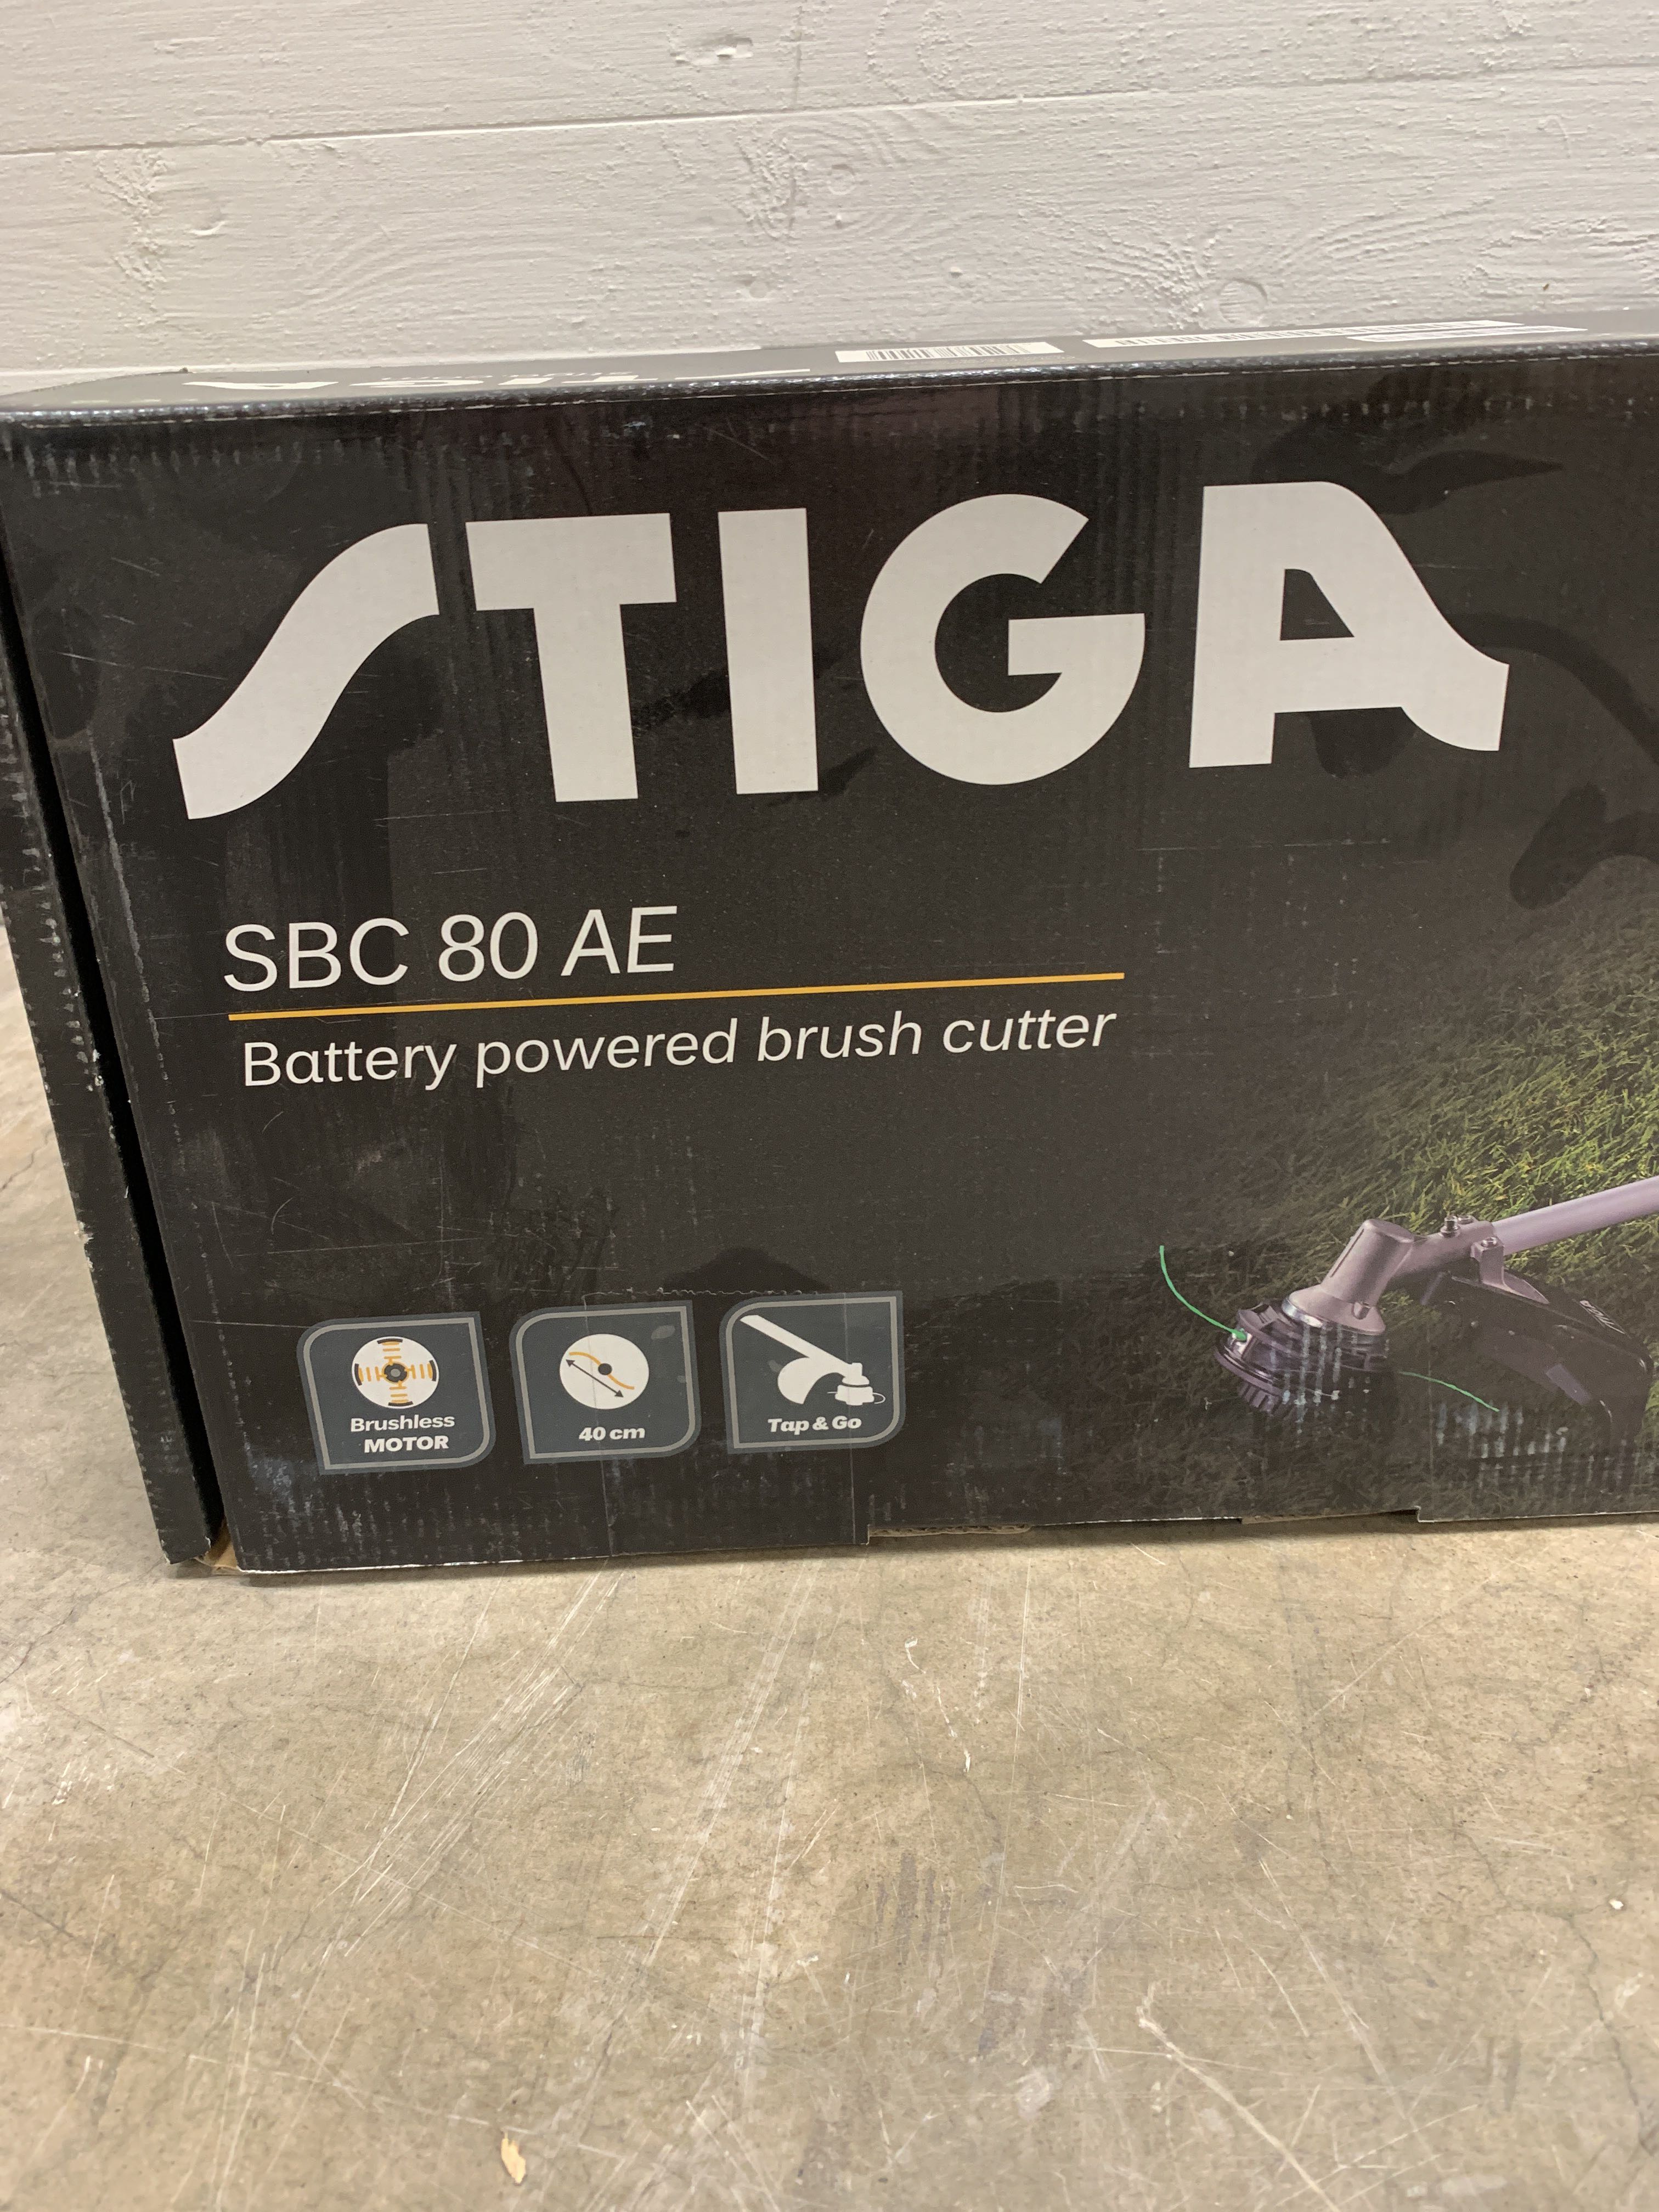 STIGA
SBC 80 AE
Battery powered brush cutter
Brushless
MOTOR
40 cm
Tap & Go